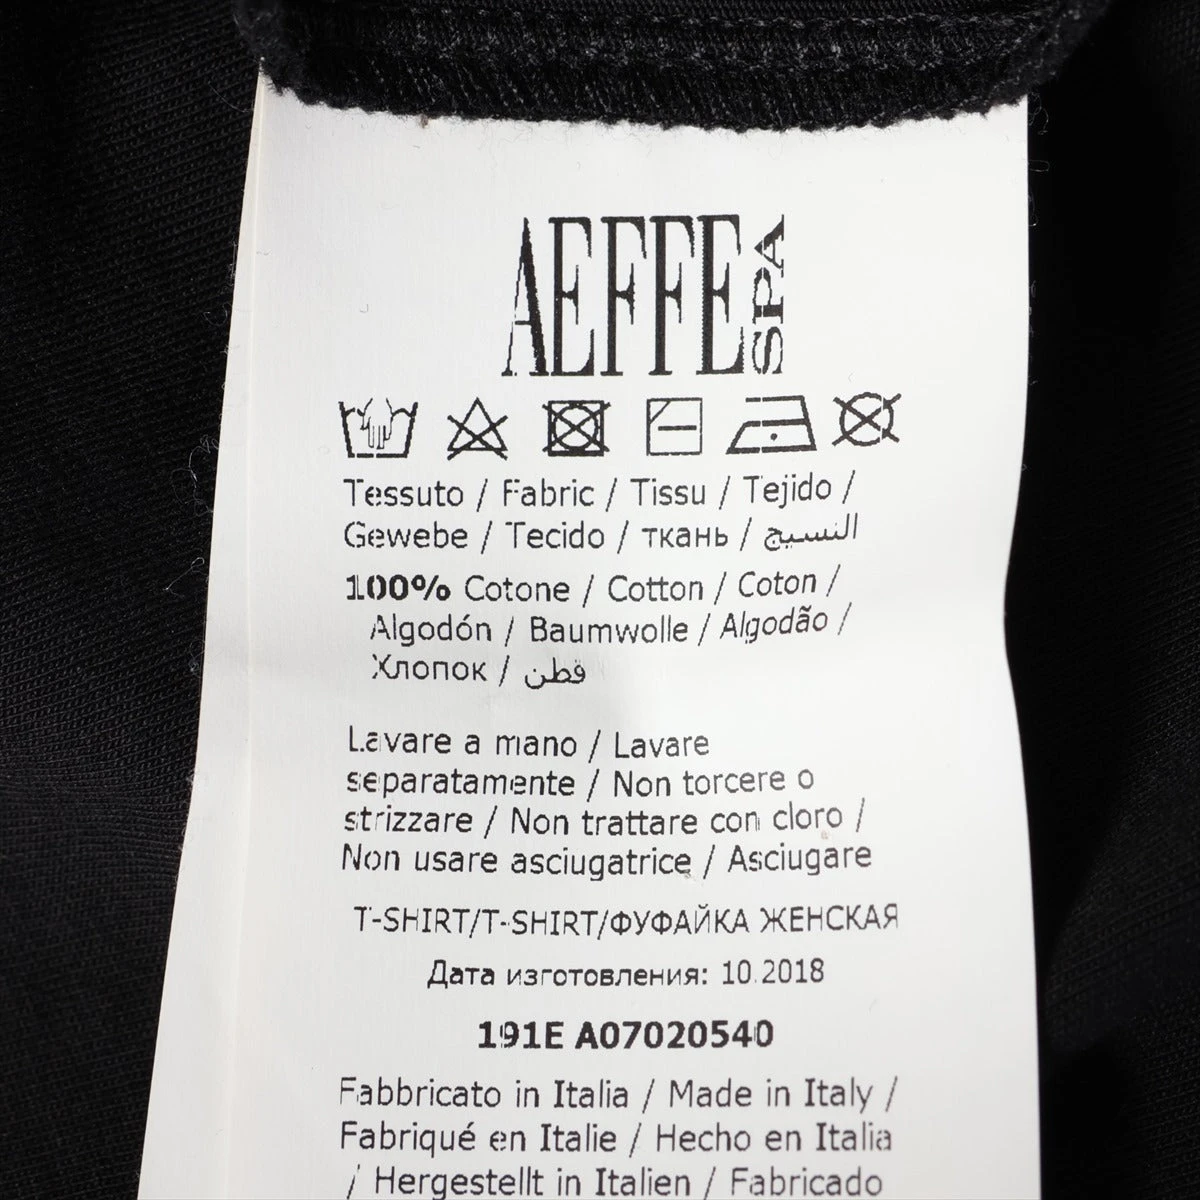 AEFFE SPA
Tessuto / Fabric / Tissu / Tejido /
Gewebe / Tecido / ткань / النسيج
100% Cotone / Cotton / Coton /
Algodón / Baumwolle / Algodão /
Хлопок / قطن
Lavare a mano / Lavare
separatamente / Non torcere o
strizzare / Non trattare con cloro /
Non usare asciugatrice / Asciugare
T-SHIRT/T-SHIRT/ФУФАЙКА ЖЕНСКАЯ
Дата изготовления: 10.2018
191E A07020540
Fabbricato in Italia / Made in Italy /
Fabriqué en Italie / Hecho en Italia
/ Hergestellt in Italien / Fabricado